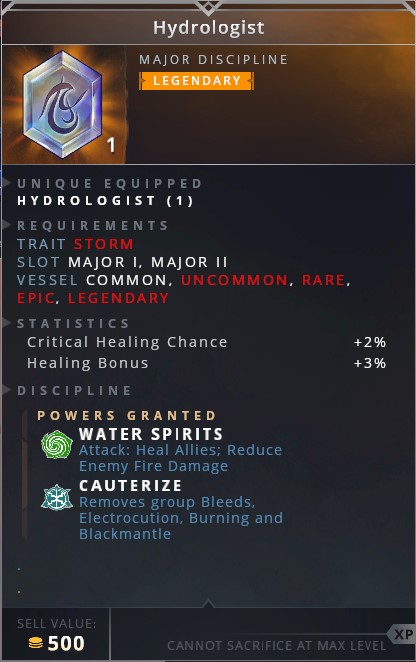 Hydrologist
MAJOR DISCIPLINE
LEGENDARY
1
UNIQUE EQUIPPED
HYDROLOGIST (1)
REQUIREMENTS
TRAIT STORM
SLOT MAJOR I, MAJOR II
VESSEL COMMON, UNCOMMON, RARE,
EPIC, LEGENDARY
STATISTICS
Critical Healing Chance +2%
Healing Bonus +3%
DISCIPLINE
POWERS GRANTED
WATER SPIRITS
Attack: Heal Allies; Reduce
Enemy Fire Damage
CAUTERIZE
Removes group Bleeds,
Electrocution, Burning and
Blackmantle
.
.
SELL VALUE:
500
XP
CANNOT SACRIFICE AT MAX LEVEL